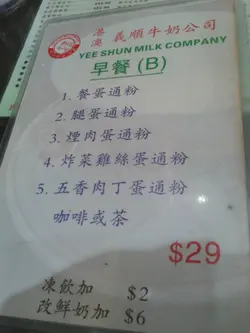 港澳 義順牛奶公司
YEE SHUN MILK COMPANY
早餐 (B)
1. 餐蛋通粉
2. 腿蛋通粉
3. 煙肉蛋通粉
4. 炸菜雞絲蛋通粉
5. 五香肉丁蛋通粉
咖啡或茶
$29
凍飲加 $2
改鮮奶加 $6